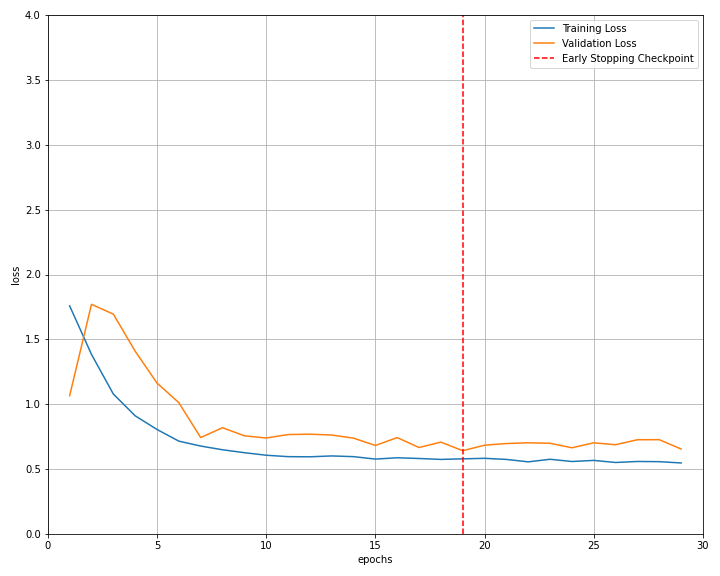 4.0
3.5
3.0
2.5
2.0
1.5
1.0
0.5
0.0
loss
0 5 10 15 20 25 30
epochs
Training Loss
Validation Loss
Early Stopping Checkpoint